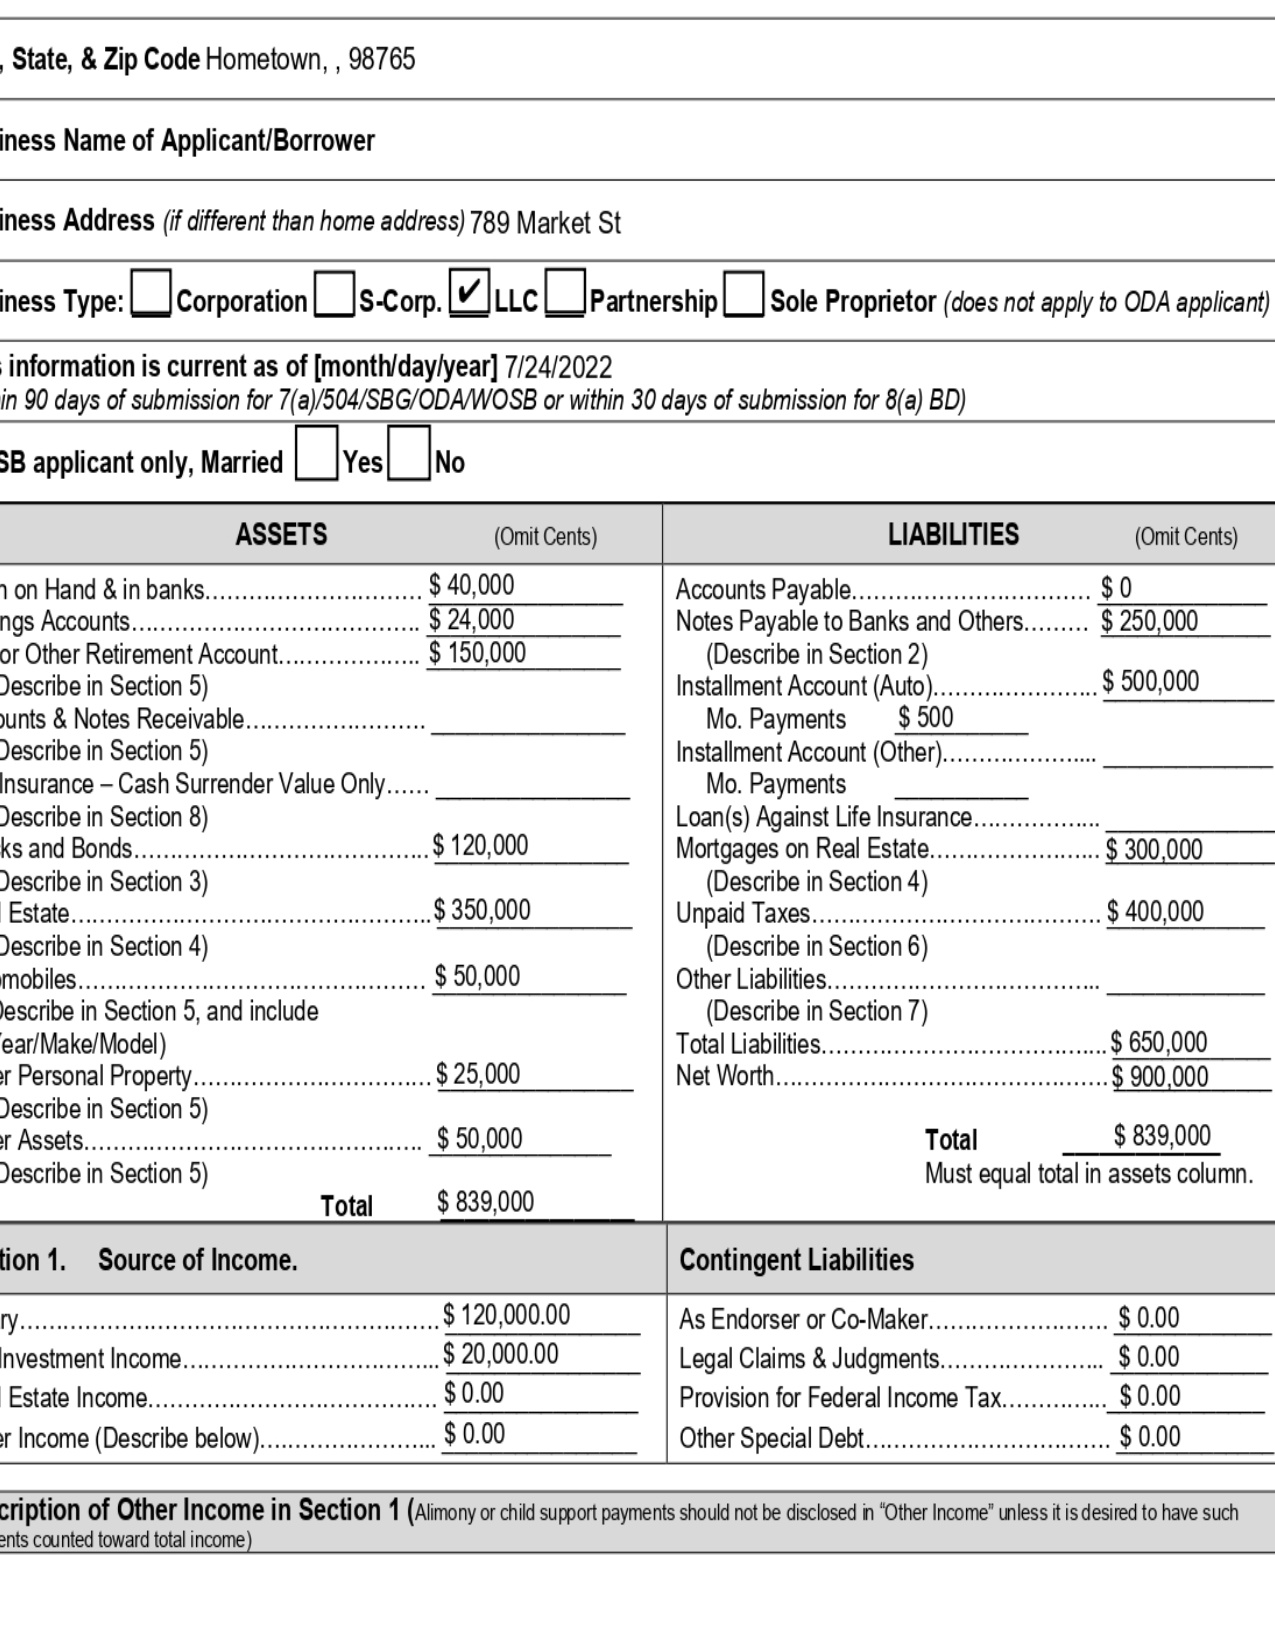 , State, & Zip Code Hometown, , 98765
iness Name of Applicant/Borrower
iness Address (if different than home address) 789 Market St
iness Type: Corporation S-Corp. ✔ LLC Partnership Sole Proprietor (does not apply to ODA applicant)
s information is current as of [month/day/year] 7/24/2022
in 90 days of submission for 7(a)/504/SBG/ODA/WOSB or within 30 days of submission for 8(a) BD)
SB applicant only, Married Yes No
ASSETS (Omit Cents)
n on Hand & in banks........................ $ 40,000
ngs Accounts........................ $ 24,000
or Other Retirement Account........................ $ 150,000
Describe in Section 5)
ounts & Notes Receivable........................
Describe in Section 5)
Insurance – Cash Surrender Value Only......
Describe in Section 8)
ks and Bonds........................ $ 120,000
Describe in Section 3)
l Estate........................ $ 350,000
Describe in Section 4)
omobiles........................ $ 50,000
Describe in Section 5, and include
Year/Make/Model)
er Personal Property........................ $ 25,000
Describe in Section 5)
er Assets........................ $ 50,000
Describe in Section 5)
Total $ 839,000
LIABILITIES (Omit Cents)
Accounts Payable........................ $ 0
Notes Payable to Banks and Others......... $ 250,000
(Describe in Section 2)
Installment Account (Auto)........................ $ 500,000
Mo. Payments $ 500
Installment Account (Other)........................
Mo. Payments
Loan(s) Against Life Insurance..................
Mortgages on Real Estate........................ $ 300,000
(Describe in Section 4)
Unpaid Taxes........................ $ 400,000
(Describe in Section 6)
Other Liabilities........................
(Describe in Section 7)
Total Liabilities........................ $ 650,000
Net Worth........................ $ 900,000
Total $ 839,000
Must equal total in assets column.
tion 1. Source of Income.
ry........................ $ 120,000.00
Investment Income........................ $ 20,000.00
l Estate Income........................ $ 0.00
er Income (Describe below)........................ $ 0.00
Contingent Liabilities
As Endorser or Co-Maker........................ $ 0.00
Legal Claims & Judgments........................ $ 0.00
Provision for Federal Income Tax............... $ 0.00
Other Special Debt........................ $ 0.00
cription of Other Income in Section 1 (Alimony or child support payments should not be disclosed in “Other Income” unless it is desired to have such
ents counted toward total income)